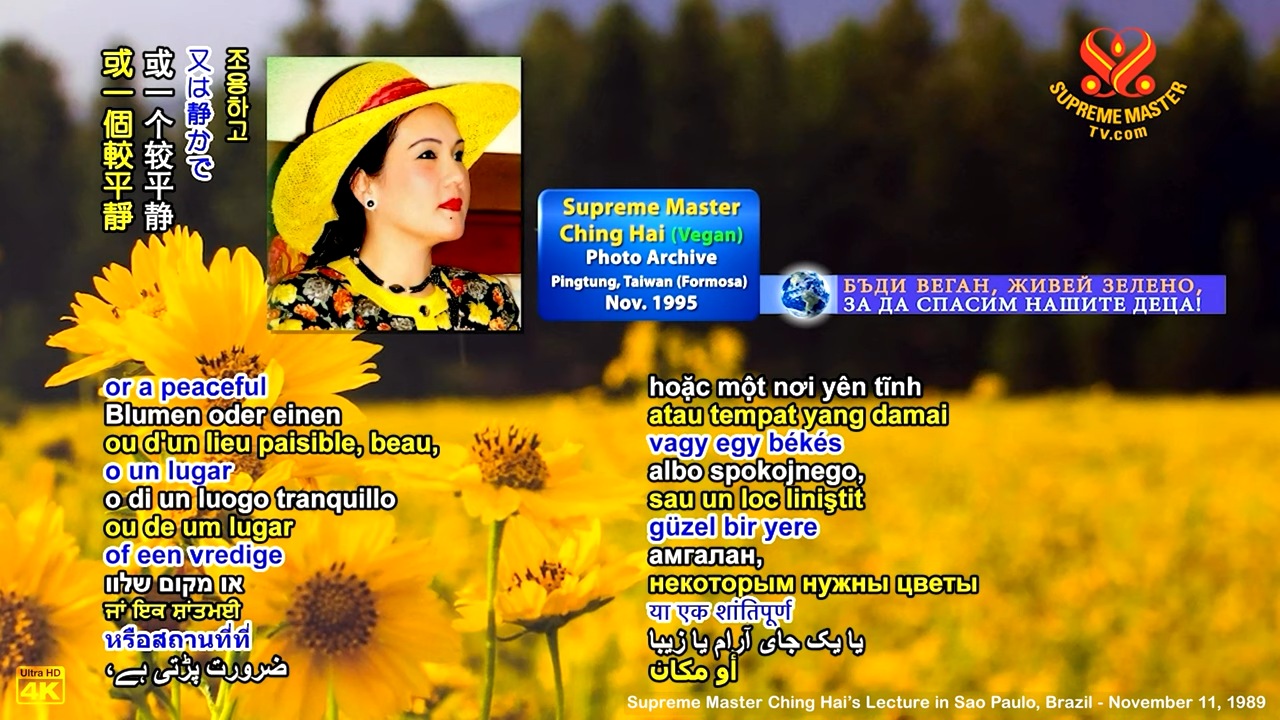 조용하고
又は静かで
或一个较平静
或一個較平靜
SUPREME MASTER
TV.com
Supreme Master
Ching Hai (Vegan)
Photo Archive
Pingtung, Taiwan (Formosa)
Nov. 1995
БЪДИ ВЕГАН, ЖИВЕЙ ЗЕЛЕНО,
ЗА ДА СПАСИМ НАШИТЕ ДЕЦА!
or a peaceful
Blumen oder einen
ou d'un lieu paisible, beau,
o un lugar
o di un luogo tranquillo
ou de um lugar
of een vredige
או מקום שלוו
ਜਾਂ ਇਕ ਸ਼ਾਂਤਮਈ
หรือสถานที่ที่
ضرورت پڑتی ہے،
hoặc một nơi yên tĩnh
atau tempat yang damai
vagy egy békés
albo spokojnego,
sau un loc liniştit
güzel bir yere
амгалан,
некоторым нужны цветы
या एक शांतिपूर्ण
یا یک جای آرام یا زیبا
أو مكان
Ultra HD
4K
Supreme Master Ching Hai's Lecture in Sao Paulo, Brazil - November 11, 1989